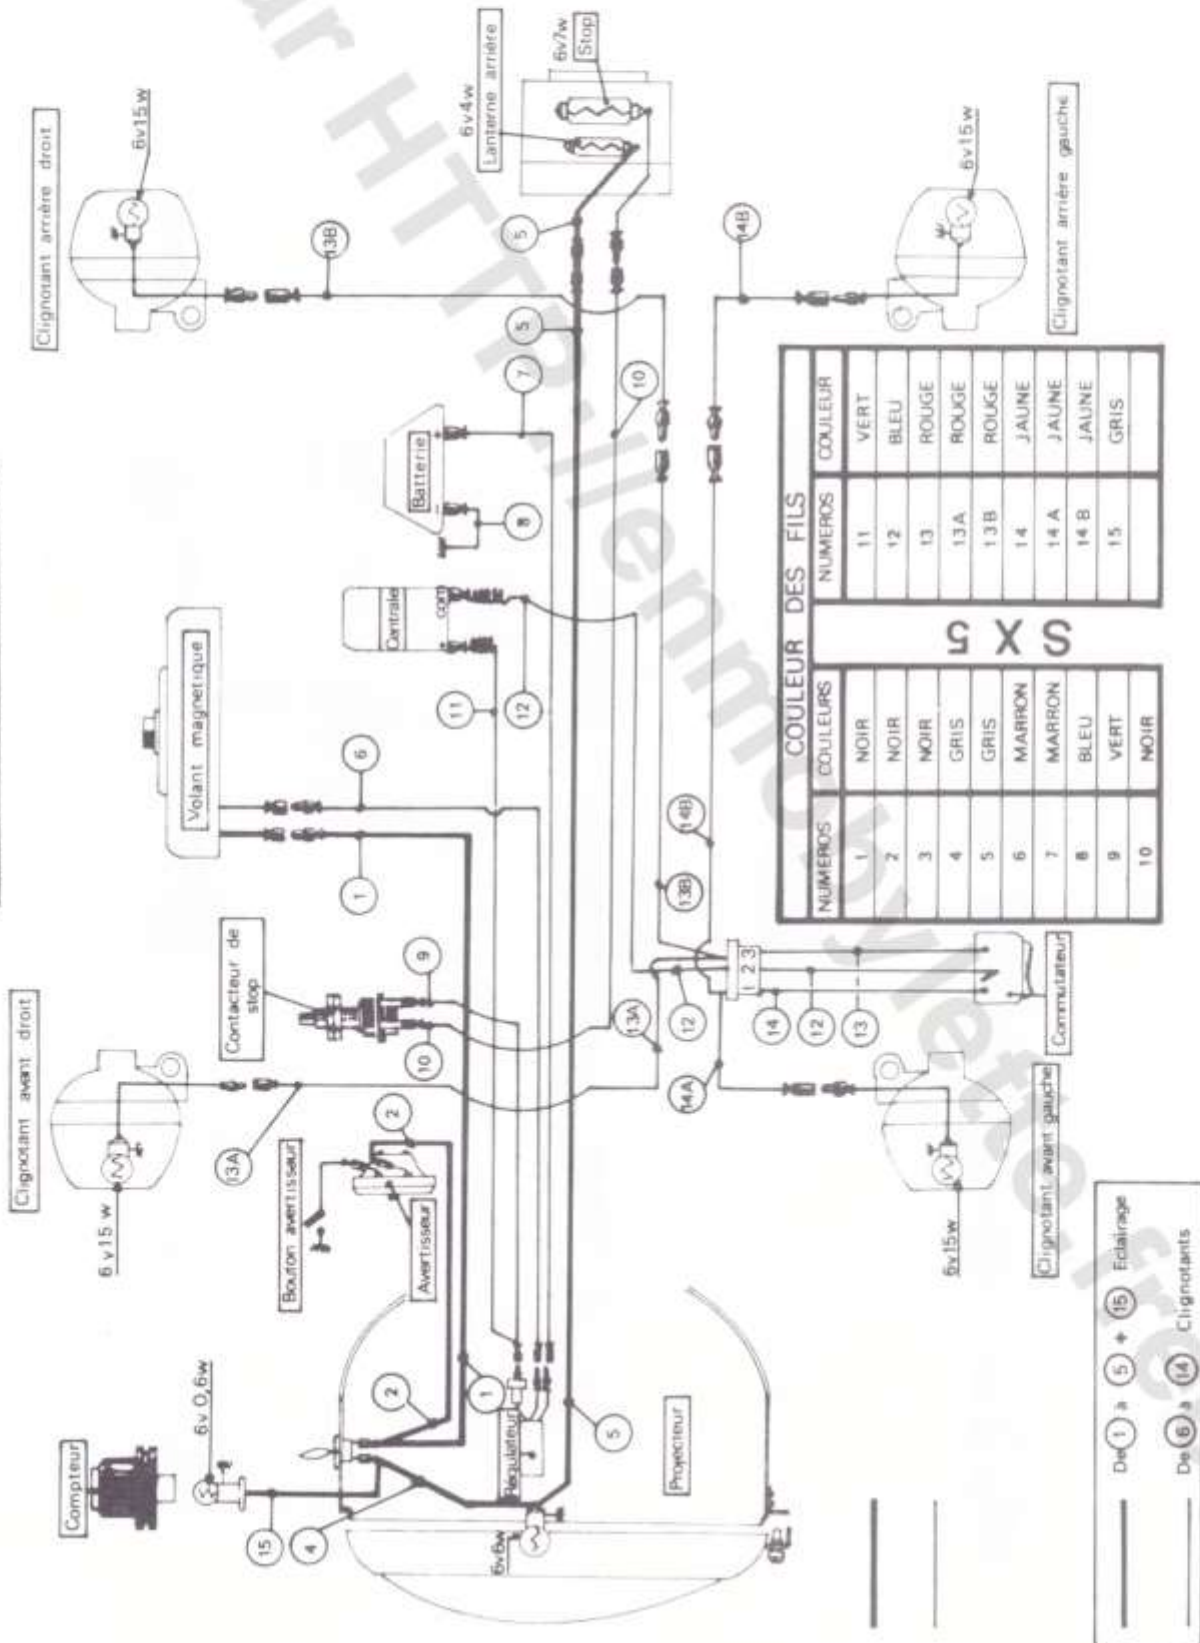 Clignotant avant droit
Clignotant arrière droit
6v15w
6 v15 w
Volant magnetique
Contacteur de
stop
Bouton avertisseur
Avertisseur
Compteur
6v 0,6w
Régulateur
Projecteur
6v6w
Centrale
com
+
Batterie
+
6v4w
Lanterne arrière
6v7w
Stop
1
1
2
2
4
5
5
5
6
7
8
9
10
10
11
12
12
12
13
13A
13A
13B
13B
14
14A
14B
14B
15
1 2 3
Commutateur
Clignotant avant gauche
6v15w
Clignotant arrière gauche
6v15w
COULEUR DES FILS
NUMEROS COULEURS
1 NOIR
2 NOIR
3 NOIR
4 GRIS
5 GRIS
6 MARRON
7 MARRON
8 BLEU
9 VERT
10 NOIR
SX5
NUMEROS COULEUR
11 VERT
12 BLEU
13 ROUGE
13A ROUGE
13B ROUGE
14 JAUNE
14 A JAUNE
14 B JAUNE
15 GRIS
De 1 à 5 + 15 Eclairage
De 6 à 14 Clignotants